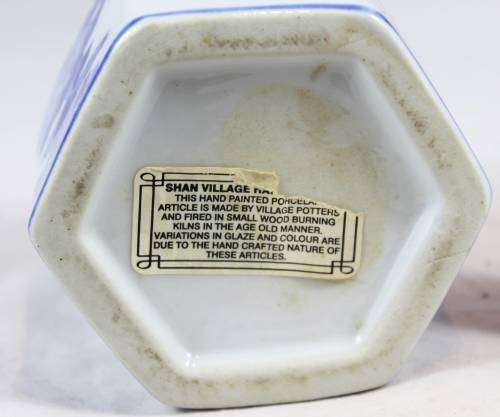 SHAN VILLAGE
THIS HAND PAINTED
ARTICLE IS MADE BY VILLAGE POTTERS
AND FIRED IN SMALL WOOD BURNING
KILNS IN THE AGE OLD MANNER.
VARIATIONS IN GLAZE AND COLOUR ARE
DUE TO THE HAND CRAFTED NATURE OF
THESE ARTICLES.